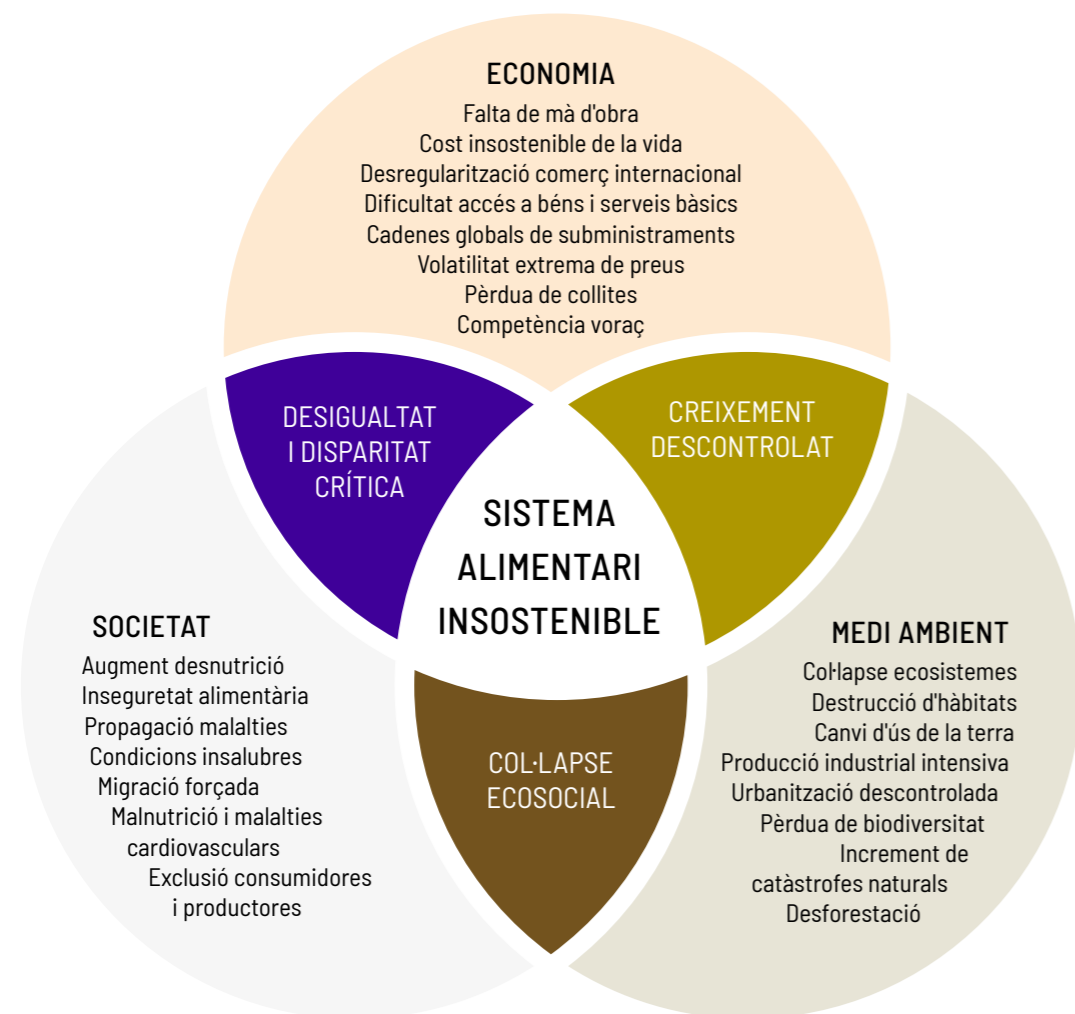 ECONOMIA
Falta de mà d'obra
Cost insostenible de la vida
Desregularització comerç internacional
Dificultat accés a béns i serveis bàsics
Cadenes globals de subministraments
Volatilitat extrema de preus
Pèrdua de collites
Competència voraç
DESIGUALTAT
I DISPARITAT
CRÍTICA
CREIXEMENT
DESCONTROLAT
SISTEMA
ALIMENTARI
INSOSTENIBLE
SOCIETAT
Augment desnutrició
Inseguretat alimentària
Propagació malalties
Condicions insalubres
Migració forçada
Malnutrició i malalties
cardiovasculars
Exclusió consumidores
i productores
COL·LAPSE
ECOSOCIAL
MEDI AMBIENT
Col·lapse ecosistemes
Destrucció d'hàbitats
Canvi d'ús de la terra
Producció industrial intensiva
Urbanització descontrolada
Pèrdua de biodiversitat
Increment de
catàstrofes naturals
Desforestació